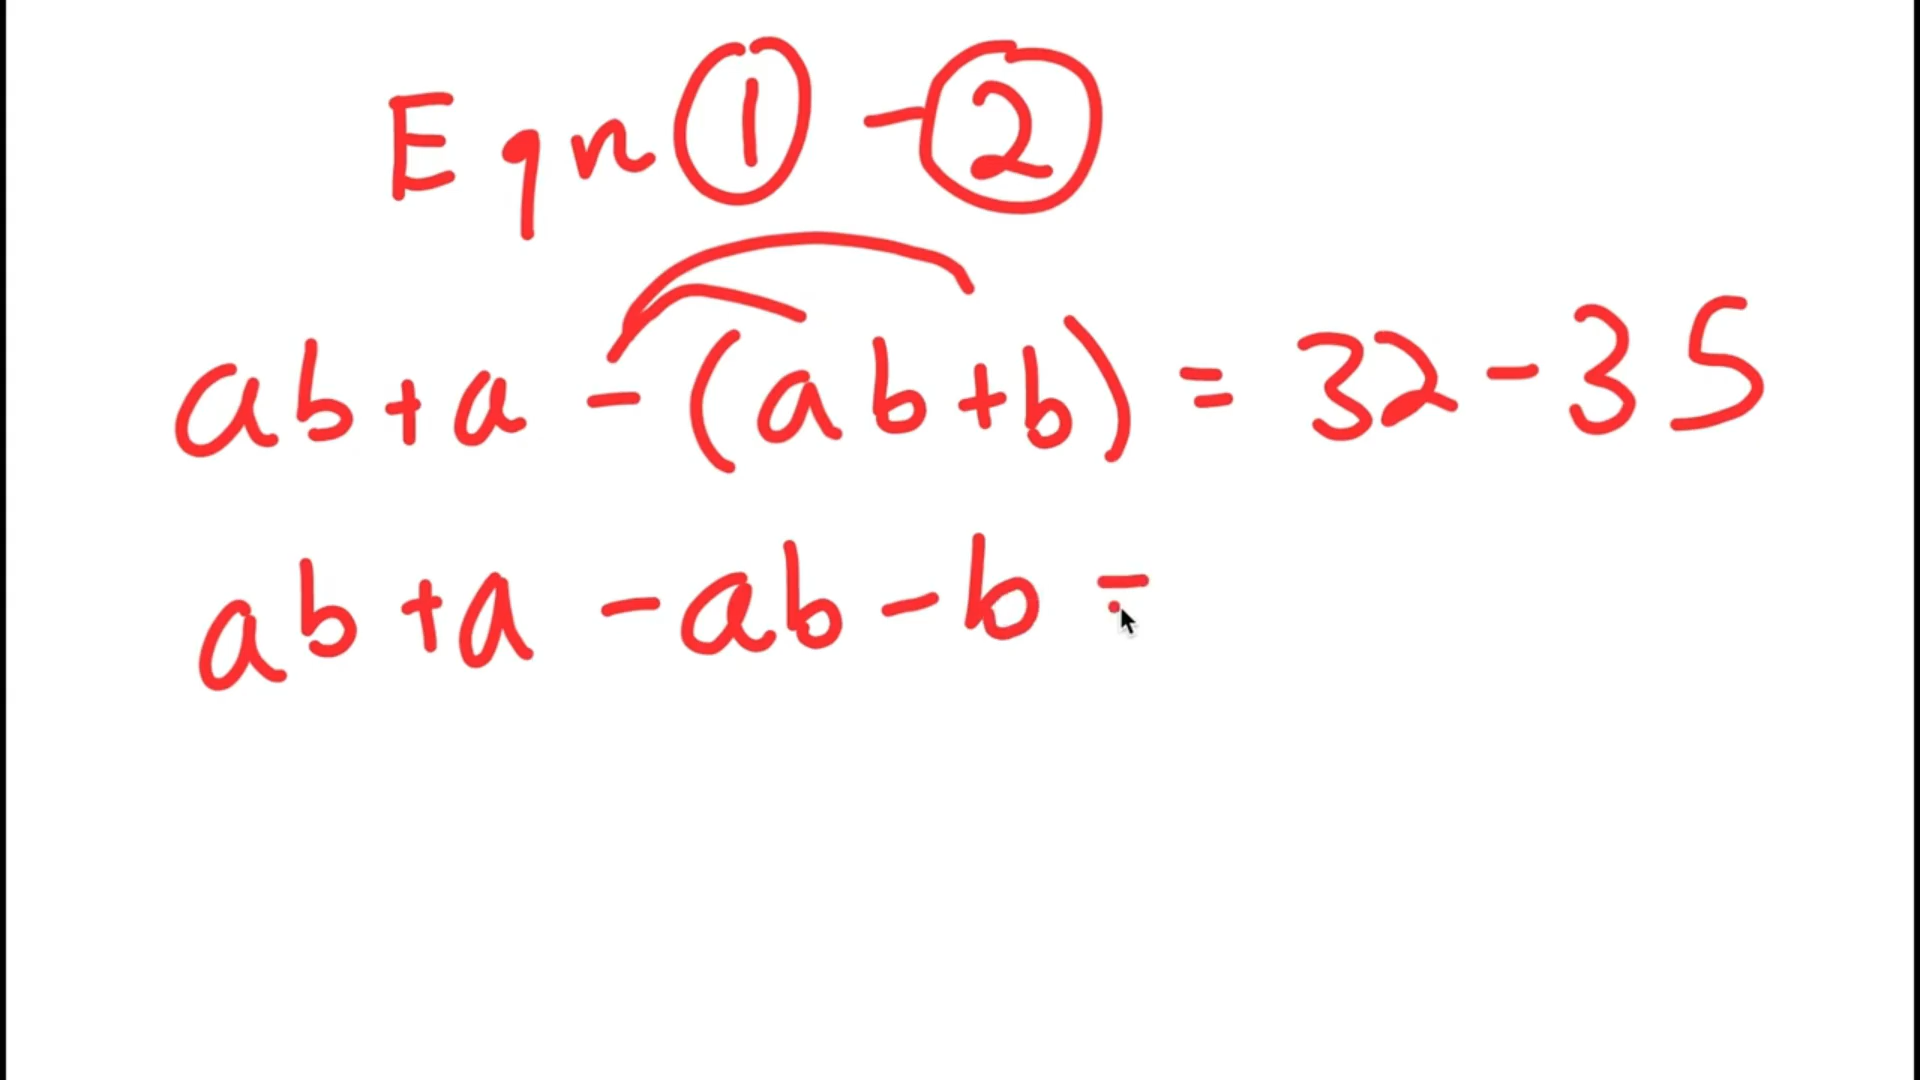 Eqn ① - ②
ab+a - (ab+b) = 32-35
ab+a - ab - b =